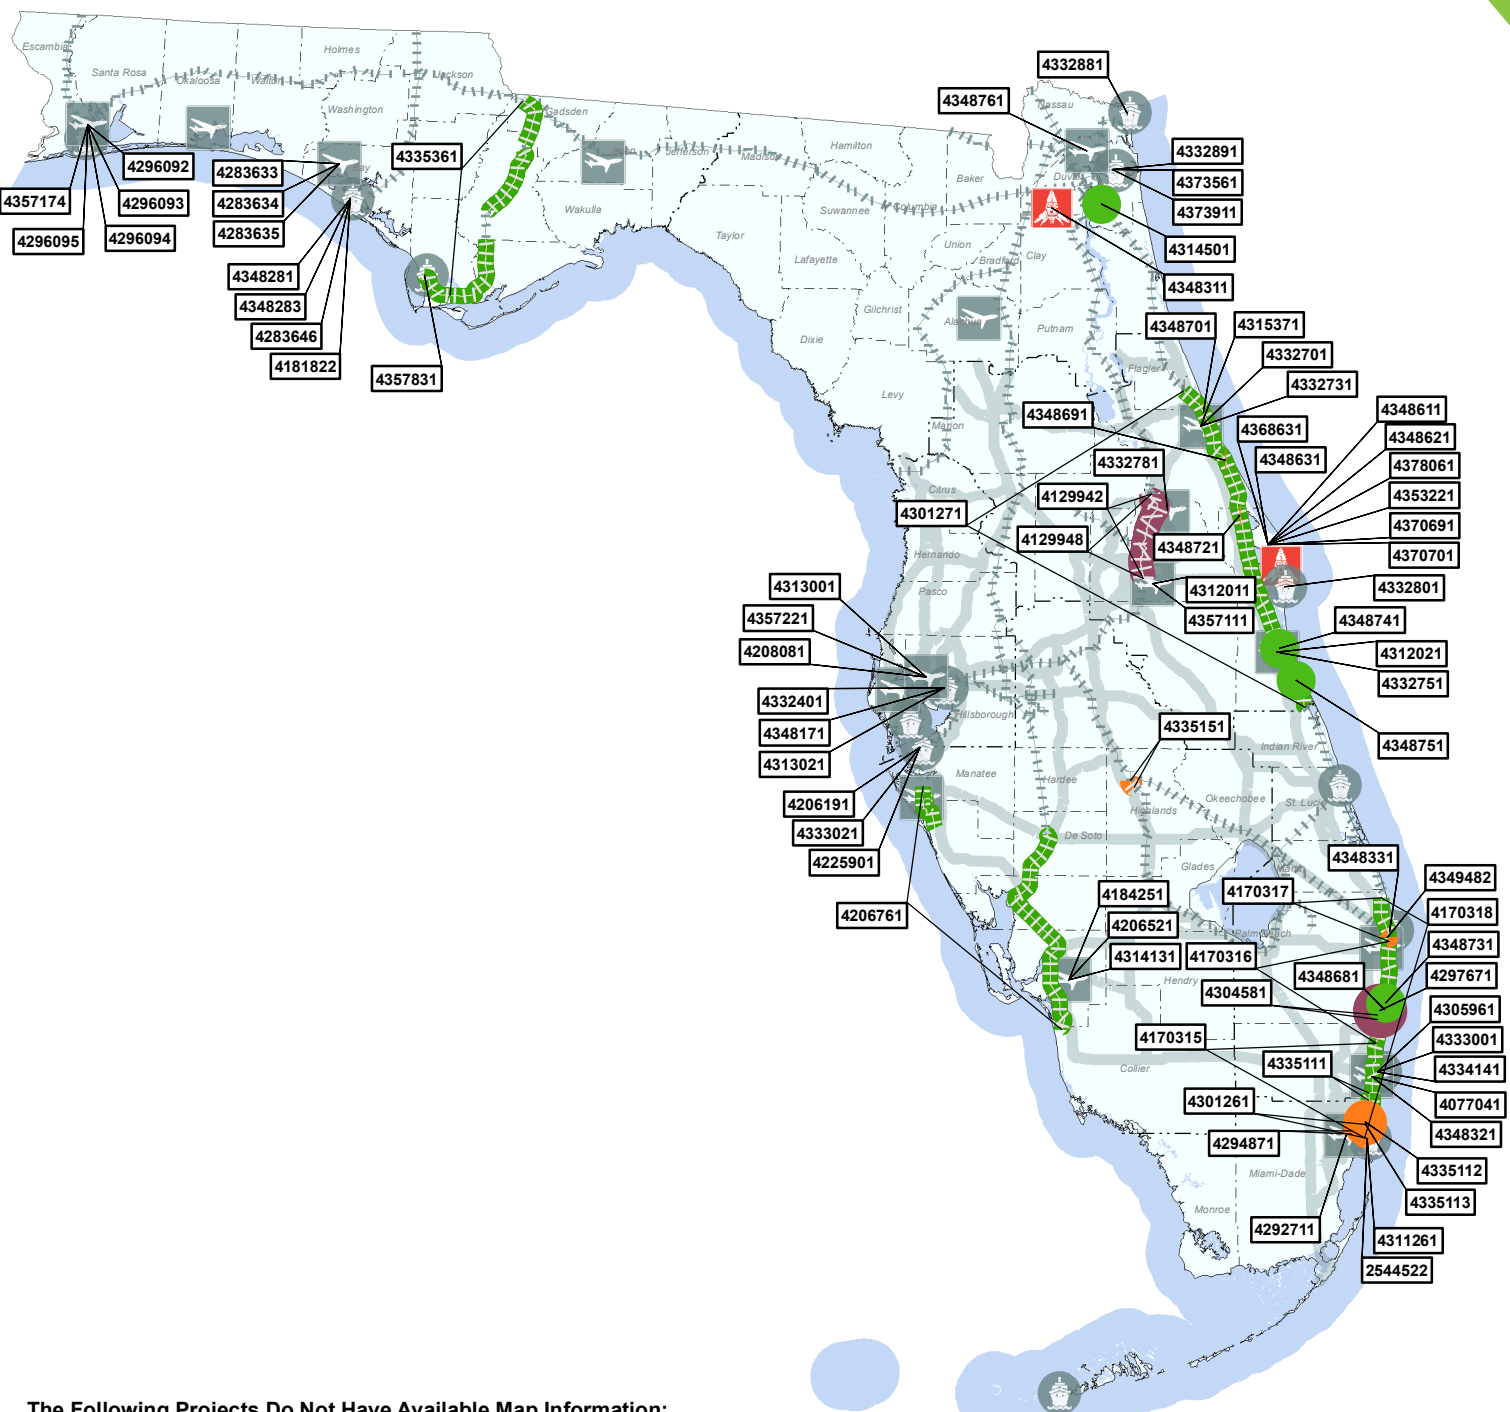 Escambia
Santa Rosa
Okaloosa
Walton
Holmes
Washington
Jackson
Bay
Gadsden
Leon
Jefferson
Madison
Wakulla
Taylor
Hamilton
Suwannee
Columbia
Lafayette
Dixie
Gilchrist
Levy
Baker
Union
Bradford
Nassau
Duval
Clay
Alachua
Putnam
Flagler
Marion
Citrus
Hernando
Pasco
Hillsborough
Manatee
Hardee
De Soto
Highlands
Okeechobee
Indian River
St. Lucie
Martin
Glades
Palm Beach
Hendry
Collier
Monroe
Miami-Dade
4296092
4357174
4296093
4296095
4296094
4283633
4283634
4283635
4348281
4348283
4283646
4181822
4335361
4357831
4332881
4348761
4332891
4373561
4373911
4314501
4348311
4348701
4315371
4332701
4332731
4348691
4332781
4129942
4301271
4129948
4348721
4312011
4357111
4368631
4348631
4348611
4348621
4378061
4353221
4370691
4370701
4332801
4348741
4312021
4332751
4348751
4313001
4357221
4208081
4332401
4348171
4313021
4206191
4333021
4225901
4206761
4335151
4184251
4206521
4314131
4348331
4170317
4349482
4170318
4170316
4348731
4348681
4297671
4304581
4305961
4170315
4333001
4335111
4334141
4301261
4077041
4348321
4294871
4335112
4335113
4292711
4311261
2544522
The Following Projects Do Not Have Available Map Information: